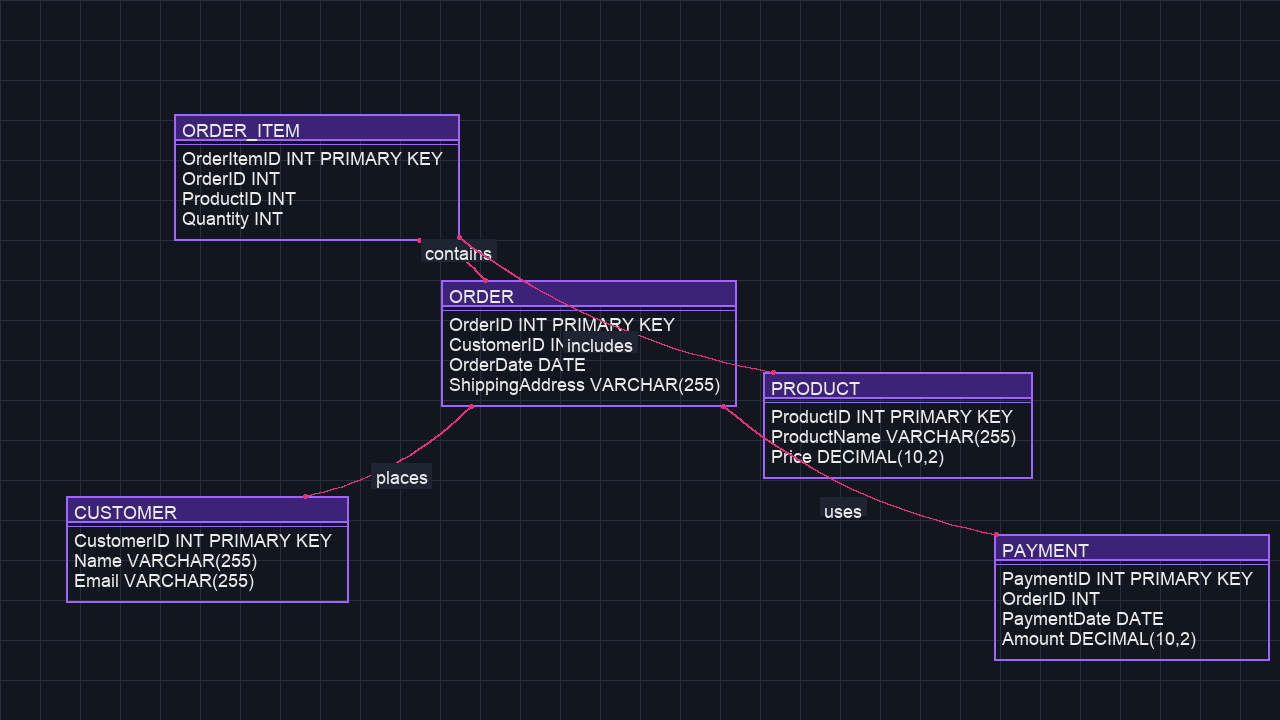 ORDER_ITEM
OrderItemID INT PRIMARY KEY
OrderID INT
ProductID INT
Quantity INT
contains
ORDER
OrderID INT PRIMARY KEY
CustomerID
includes
OrderDate DATE
ShippingAddress VARCHAR(255)
PRODUCT
ProductID INT PRIMARY KEY
ProductName VARCHAR(255)
Price DECIMAL(10,2)
places
uses
CUSTOMER
CustomerID INT PRIMARY KEY
Name VARCHAR(255)
Email VARCHAR(255)
PAYMENT
PaymentID INT PRIMARY KEY
OrderID INT
PaymentDate DATE
Amount DECIMAL(10,2)